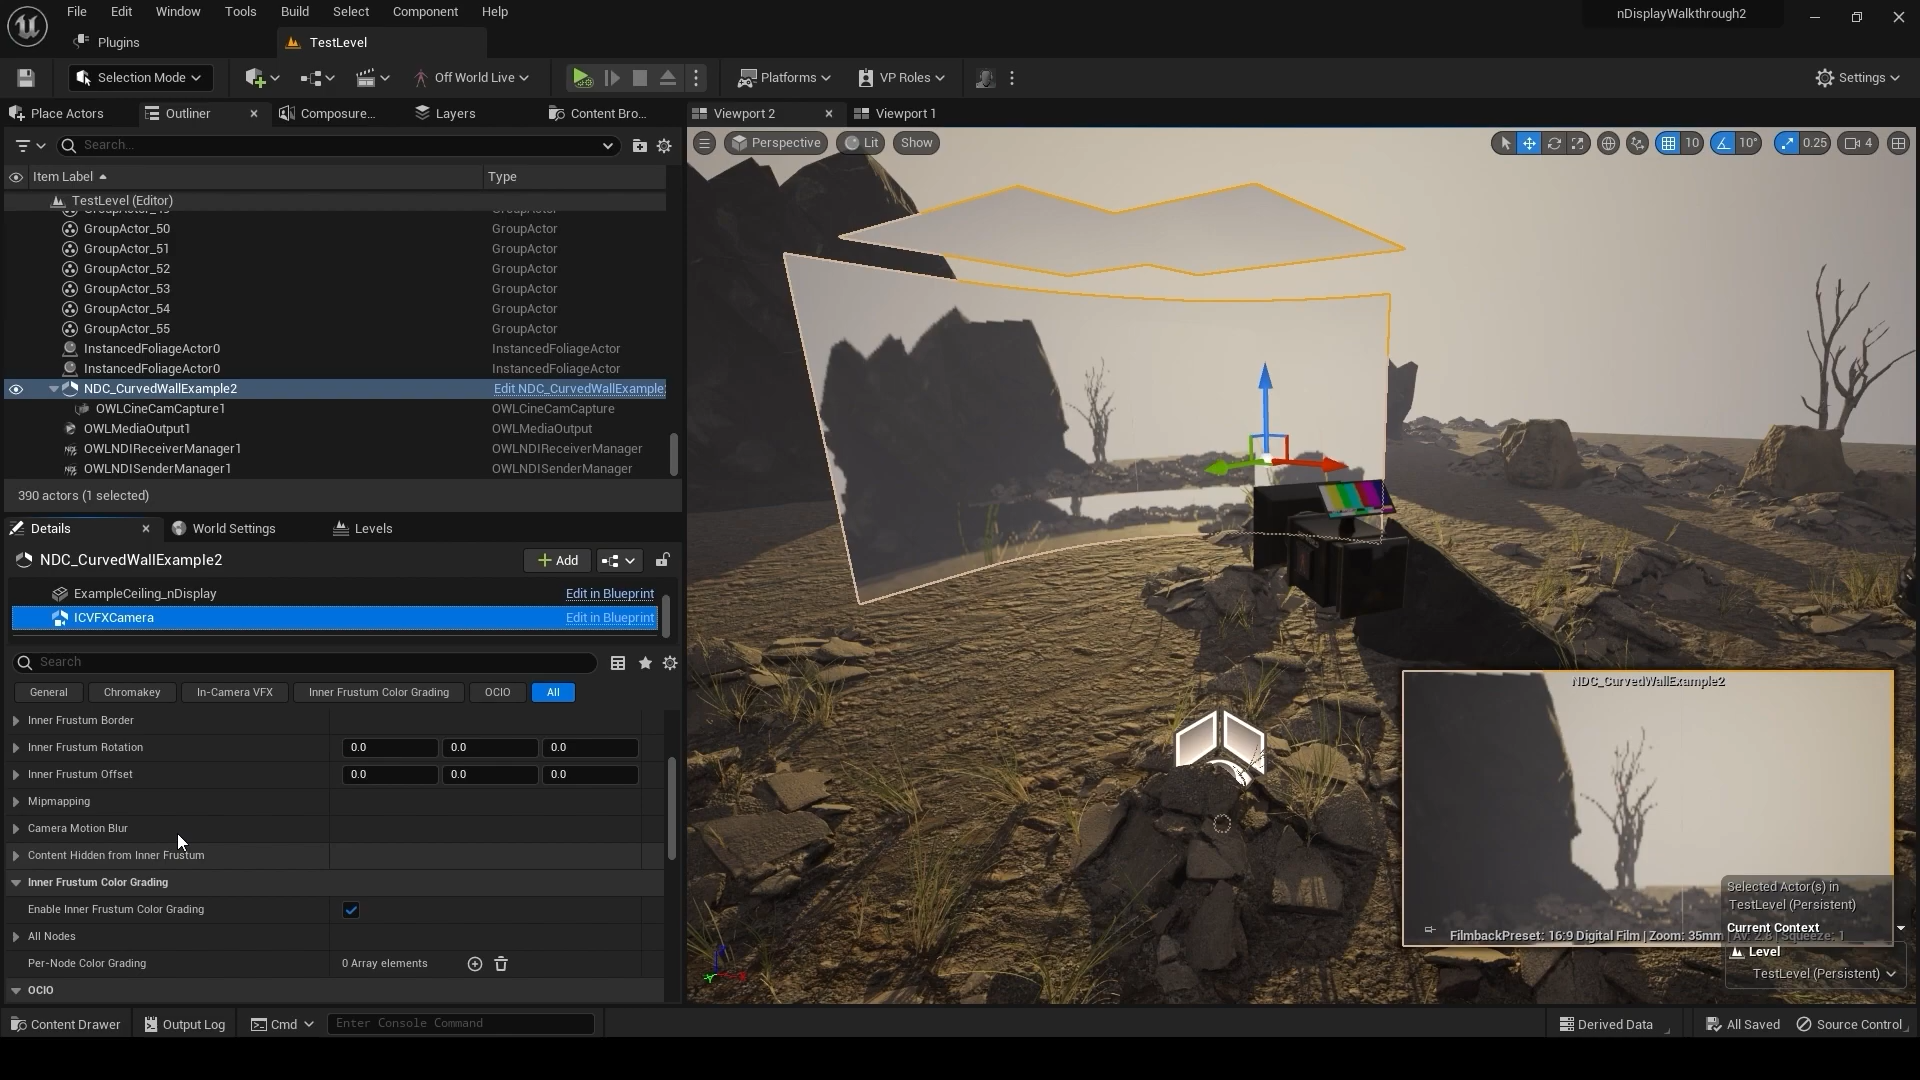 File Edit Window Tools Build Select Component Help
nDisplayWalkthrough2
Plugins
TestLevel
Selection Mode
Off World Live
Platforms
VP Roles
Settings
Place Actors
Outliner
Composure...
Layers
Content Bro...
Viewport 2
Viewport 1
Search...
Perspective
Lit
Show
10
10°
0.25
4
Item Label
Type
TestLevel (Editor)
GroupActor_50 GroupActor
GroupActor_51 GroupActor
GroupActor_52 GroupActor
GroupActor_53 GroupActor
GroupActor_54 GroupActor
GroupActor_55 GroupActor
InstancedFoliageActor0 InstancedFoliageActor
InstancedFoliageActor0 InstancedFoliageActor
NDC_CurvedWallExample2 Edit NDC_CurvedWallExample
OWLCineCamCapture1 OWLCineCamCapture
OWLMediaOutput1 OWLMediaOutput
OWLNDIReceiverManager1 OWLNDIReceiverManager
OWLNDISenderManager1 OWLNDISenderManager
390 actors (1 selected)
Details
World Settings
Levels
NDC_CurvedWallExample2
Add
ExampleCeiling_nDisplay Edit in Blueprint
ICVFXCamera Edit in Blueprint
Search
General
Chromakey
In-Camera VFX
Inner Frustum Color Grading
OCIO
All
Inner Frustum Border
Inner Frustum Rotation 0.0 0.0 0.0
Inner Frustum Offset 0.0 0.0 0.0
Mipmapping
Camera Motion Blur
Content Hidden from Inner Frustum
Inner Frustum Color Grading
Enable Inner Frustum Color Grading
All Nodes
Per-Node Color Grading 0 Array elements
OCIO
NDC_CurvedWallExample2
Selected Actor(s) in
TestLevel (Persistent)
Current Context
FilmbackPreset: 16:9 Digital Film | Zoom: 35mm | Av: 2.8 | Squeeze: 1
Level
TestLevel (Persistent)
Content Drawer
Output Log
Cmd
Enter Console Command
Derived Data
All Saved
Source Control